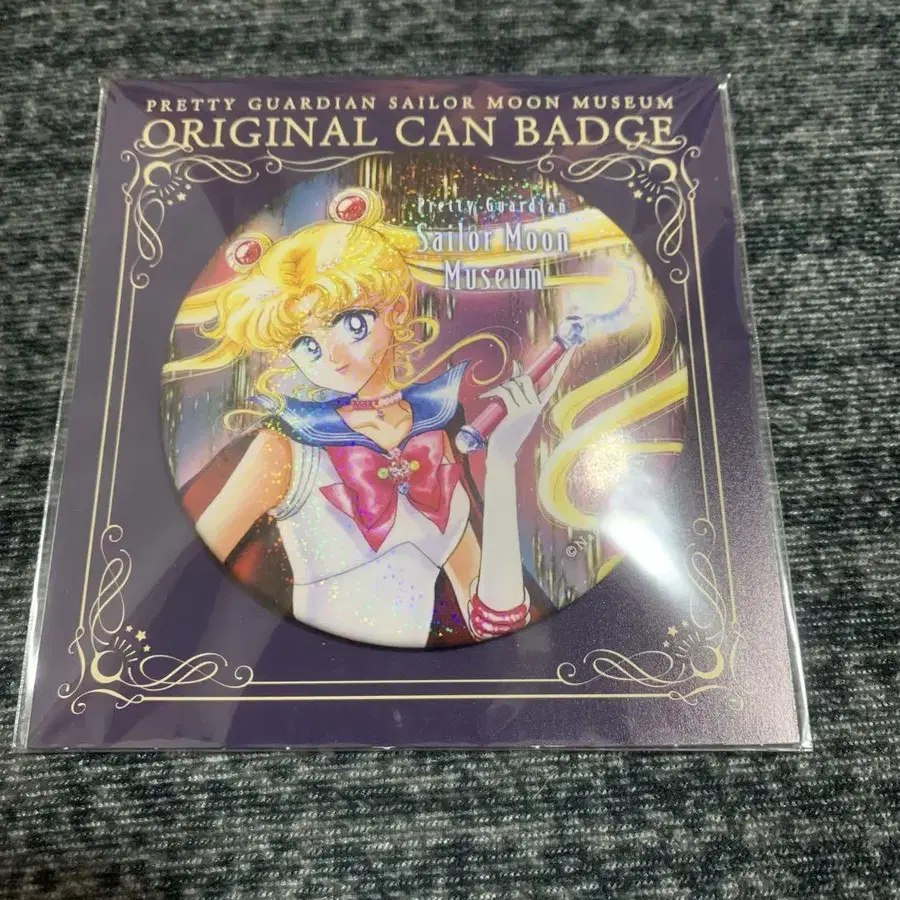 PRETTY GUARDIAN SAILOR MOON MUSEUM
ORIGINAL CAN BADGE
Pretty Guardian
Sailor Moon
Museum